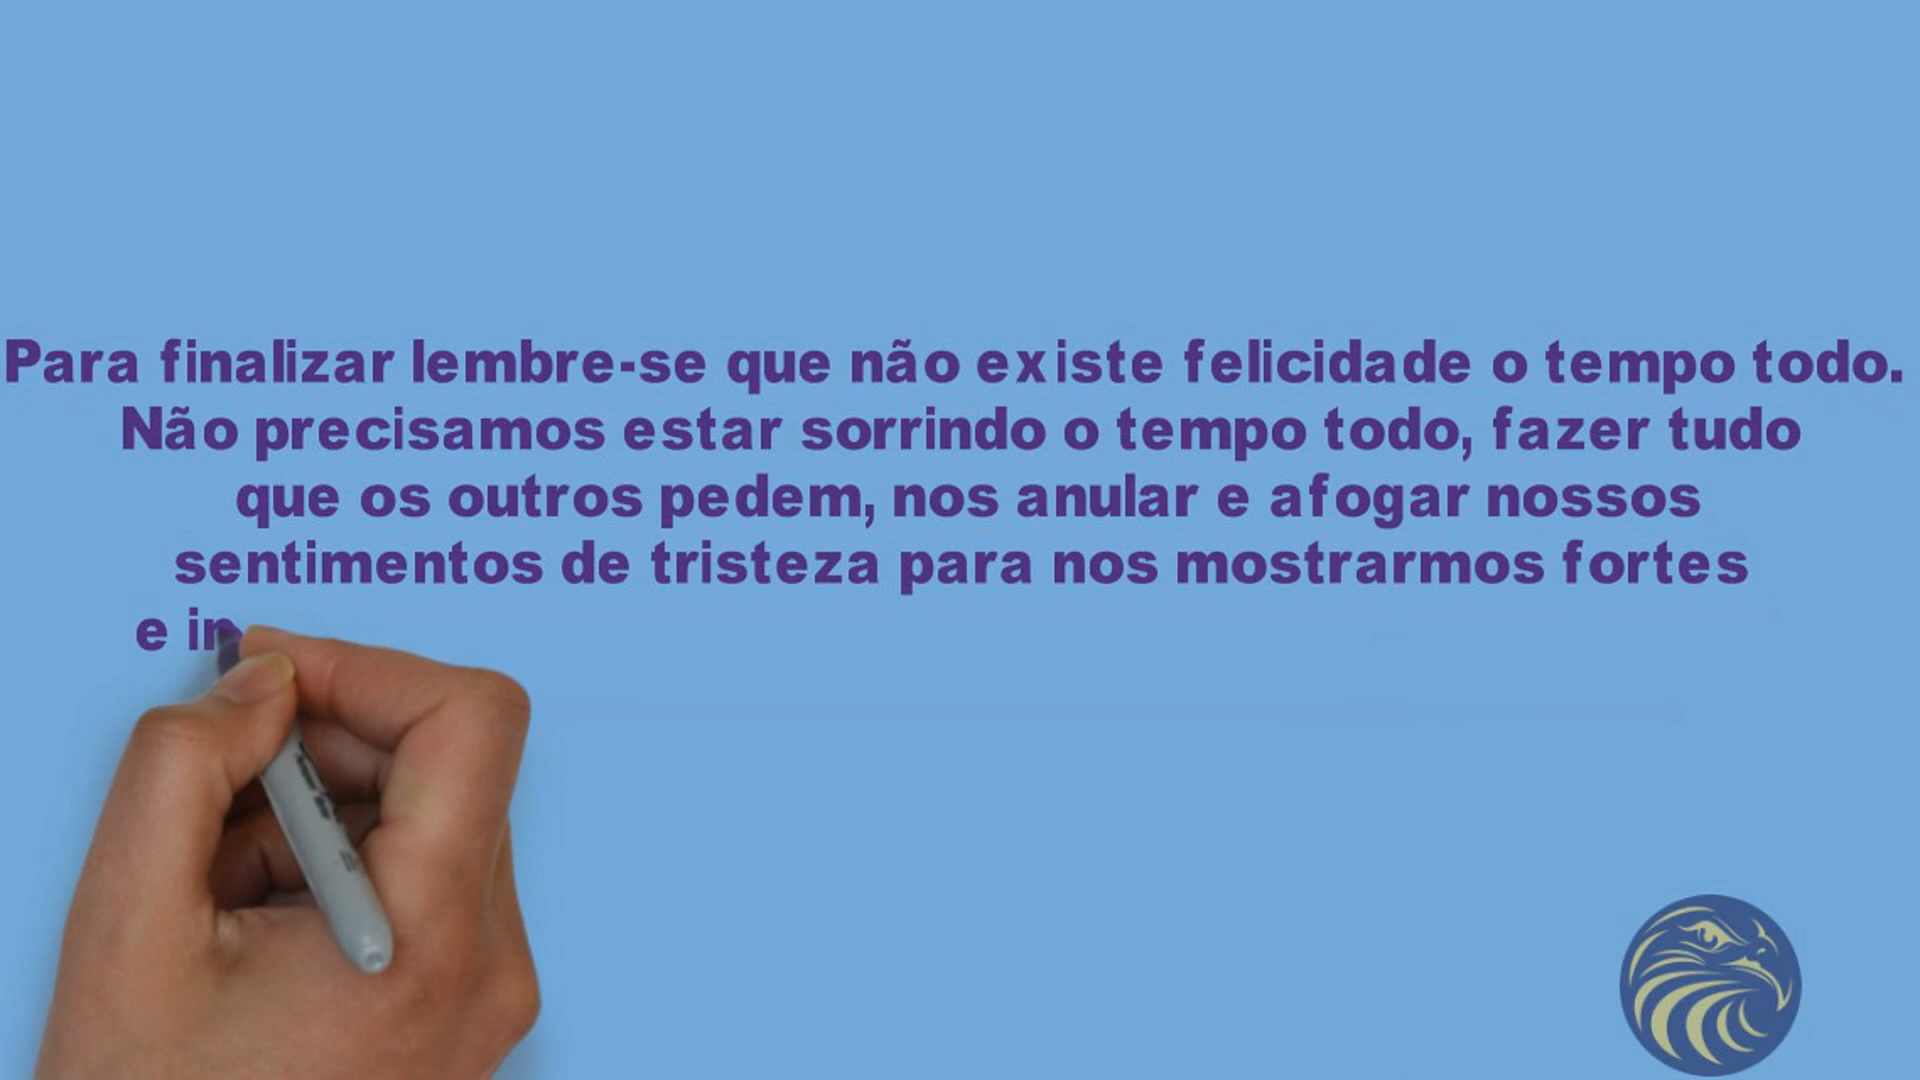 Para finalizar lembre-se que não existe felicidade o tempo todo.
Não precisamos estar sorrindo o tempo todo, fazer tudo
que os outros pedem, nos anular e afogar nossos
sentimentos de tristeza para nos mostrarmos fortes
e in